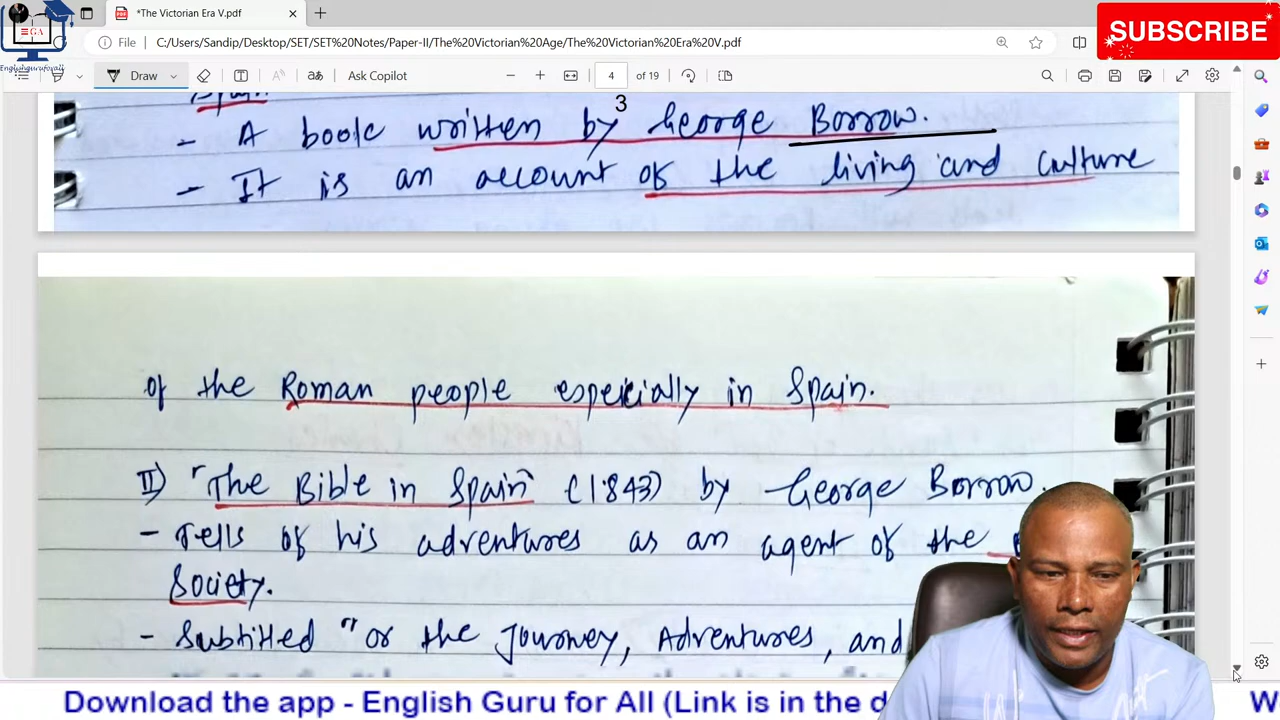 *The Victorian Era V.pdf
SUBSCRIBE
EGA
Englishguruforall
File C:/Users/Sandip/Desktop/SET/SET%20Notes/Paper-II/The%20Victorian%20Age/The%20Victorian%20Era%20V.pdf
Draw Ask Copilot 4 of 19
Spain
3
- A book written by George Borrow.
- It is an account of the living and culture
of the Roman people especially in Spain.
II) "The Bible in Spain" (1843) by George Borrow.
- Tells of his adventures as an agent of the
Society.
- Subtitled "or the Journey, Adventures, and
Download the app - English Guru for All (Link is in the d
W